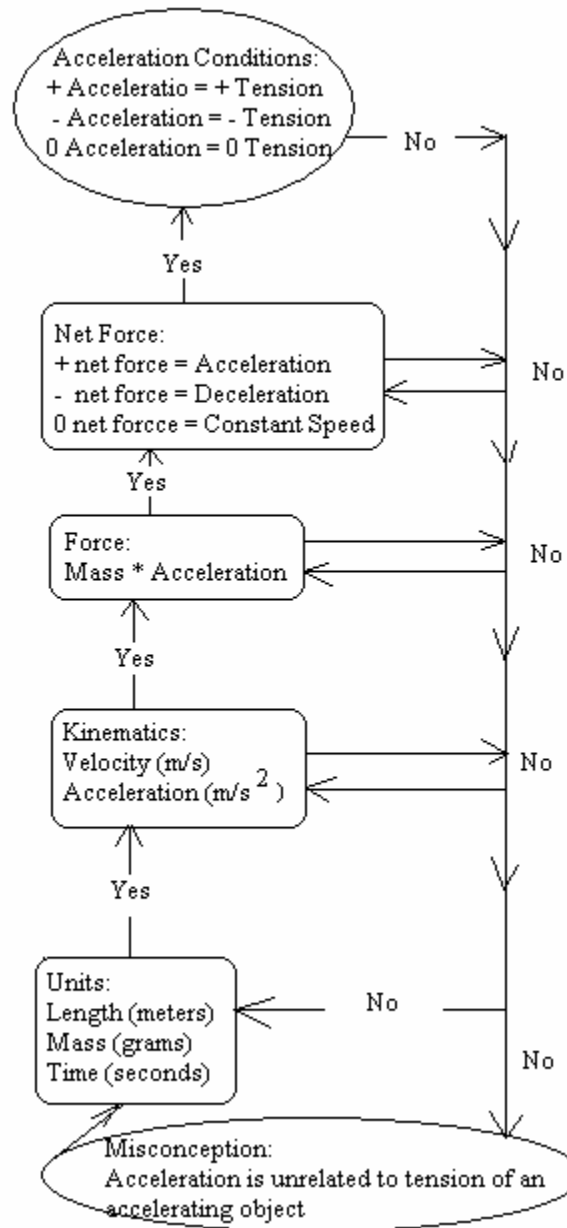 Acceleration Conditions:
+ Acceleratio = + Tension
- Acceleration = - Tension
0 Acceleration = 0 Tension
No
Yes
Net Force:
+ net force = Acceleration
- net force = Deceleration
0 net forcce = Constant Speed
No
Yes
Force:
Mass * Acceleration
No
Yes
Kinematics:
Velocity (m/s)
Acceleration (m/s²)
No
Yes
Units:
Length (meters)
Mass (grams)
Time (seconds)
No
No
Misconception:
Acceleration is unrelated to tension of an
accelerating object